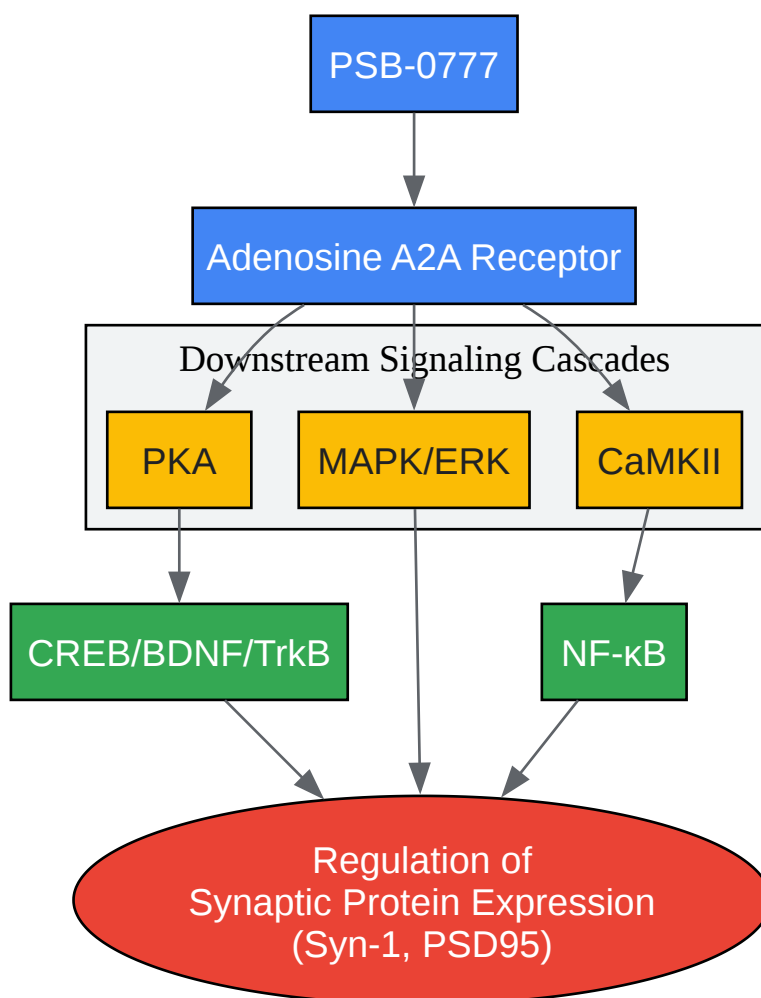 PSB-0777
Adenosine A2A Receptor
Downstream Signaling Cascades
PKA
MAPK/ERK
CaMKII
CREB/BDNF/TrkB
NF-κB
Regulation of
Synaptic Protein Expression
(Syn-1, PSD95)